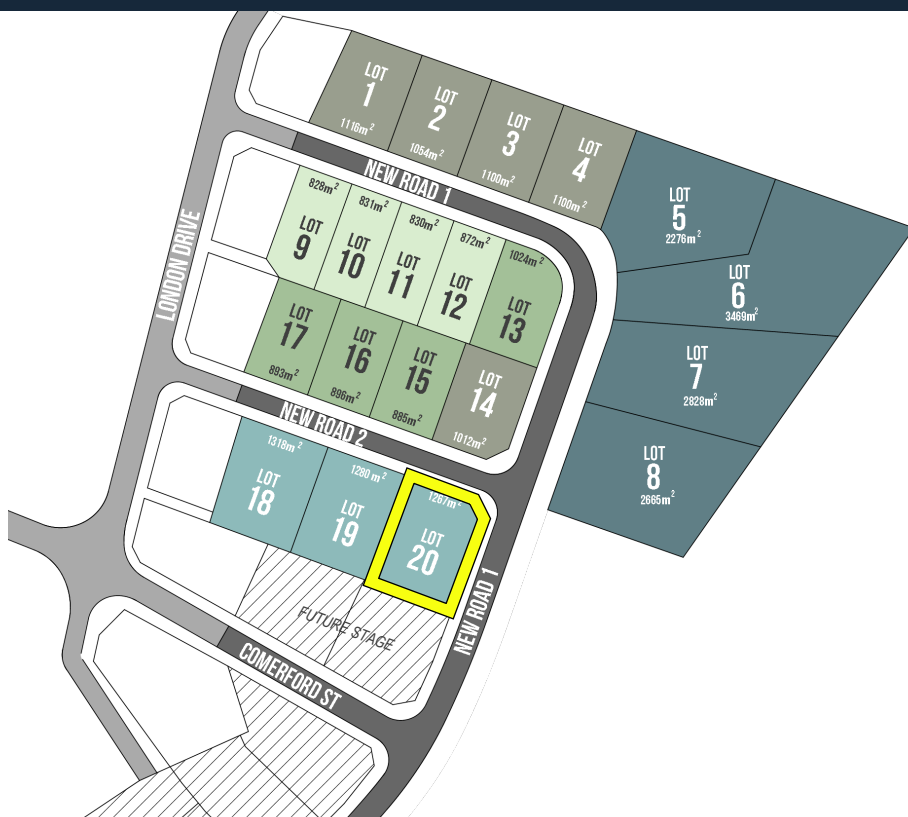 LOT
1
1116m²
LOT
2
1054m²
LOT
3
1100m²
LOT
4
1100m²
LOT
5
2276m²
LOT
6
3469m²
LOT
7
2828m²
LOT
8
2665m²
NEW ROAD 1
LONDON DRIVE
828m²
LOT
9
831m²
LOT
10
830m²
LOT
11
872m²
LOT
12
1024m²
LOT
13
LOT
17
893m²
LOT
16
896m²
LOT
15
885m²
LOT
14
1012m²
NEW ROAD 2
1318m²
LOT
18
1280 m²
LOT
19
1267m²
LOT
20
NEW ROAD 1
FUTURE STAGE
COMERFORD ST